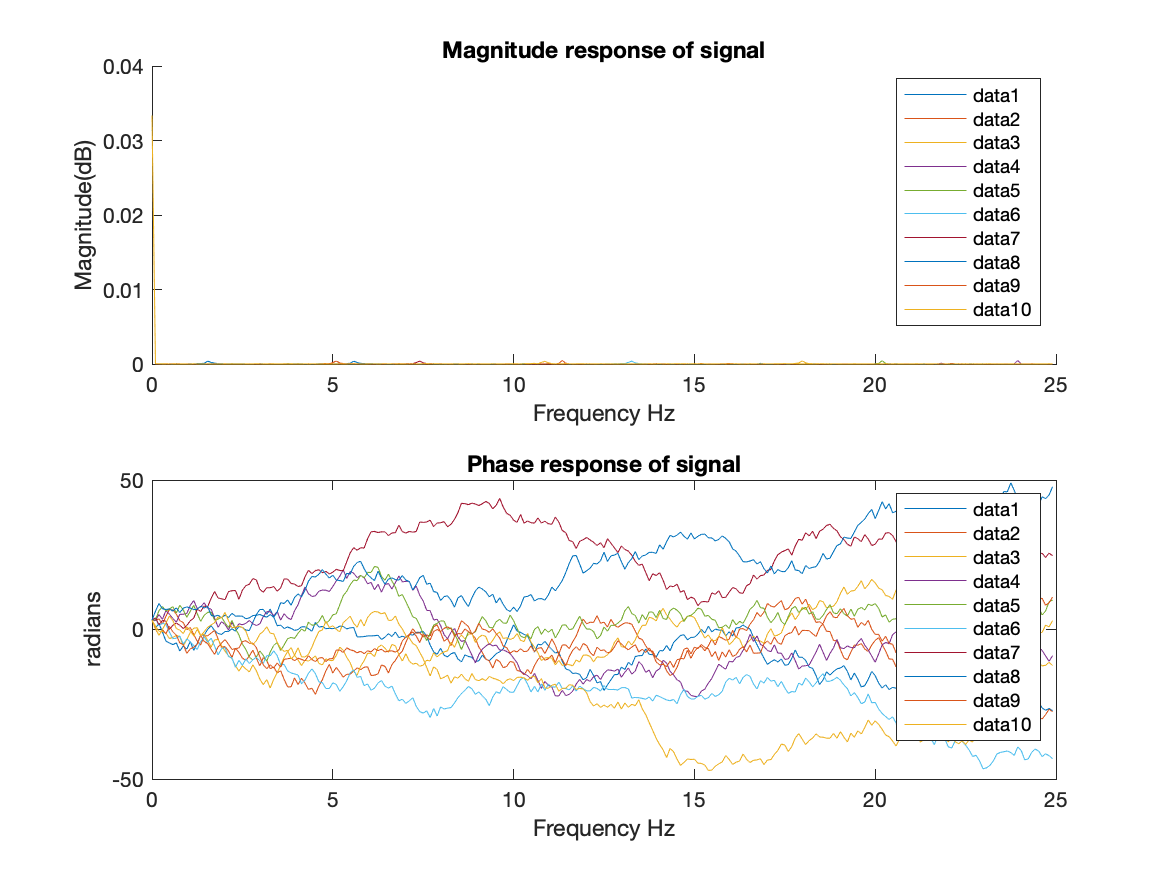 Magnitude response of signal
0.04
0.03
0.02
0.01
0
Magnitude(dB)
data1
data2
data3
data4
data5
data6
data7
data8
data9
data10
0 5 10 15 20 25
Frequency Hz
Phase response of signal
50
0
-50
radians
data1
data2
data3
data4
data5
data6
data7
data8
data9
data10
0 5 10 15 20 25
Frequency Hz